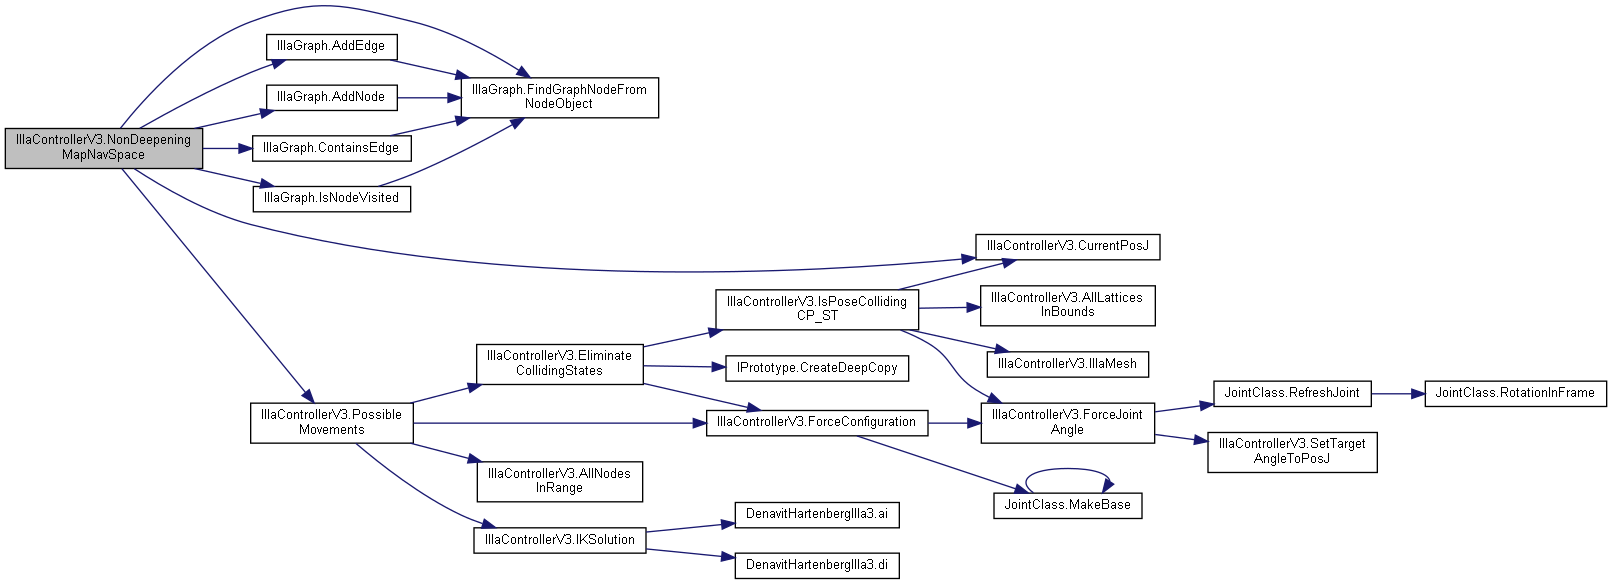 IllaControllerV3.NonDeepening
MapNavSpace
IllaGraph.AddEdge
IllaGraph.AddNode
IllaGraph.ContainsEdge
IllaGraph.IsNodeVisited
IllaGraph.FindGraphNodeFrom
NodeObject
IllaControllerV3.Possible
Movements
IllaControllerV3.Eliminate
CollidingStates
IllaControllerV3.AllNodes
InRange
IllaControllerV3.IKSolution
IllaControllerV3.IsPoseColliding
CP_ST
IPrototype.CreateDeepCopy
IllaControllerV3.ForceConfiguration
DenavitHartenbergIlla3.ai
DenavitHartenbergIlla3.di
IllaControllerV3.CurrentPosJ
IllaControllerV3.AllLattices
InBounds
IllaControllerV3.IllaMesh
IllaControllerV3.ForceJoint
Angle
JointClass.MakeBase
JointClass.RefreshJoint
IllaControllerV3.SetTarget
AngleToPosJ
JointClass.RotationInFrame